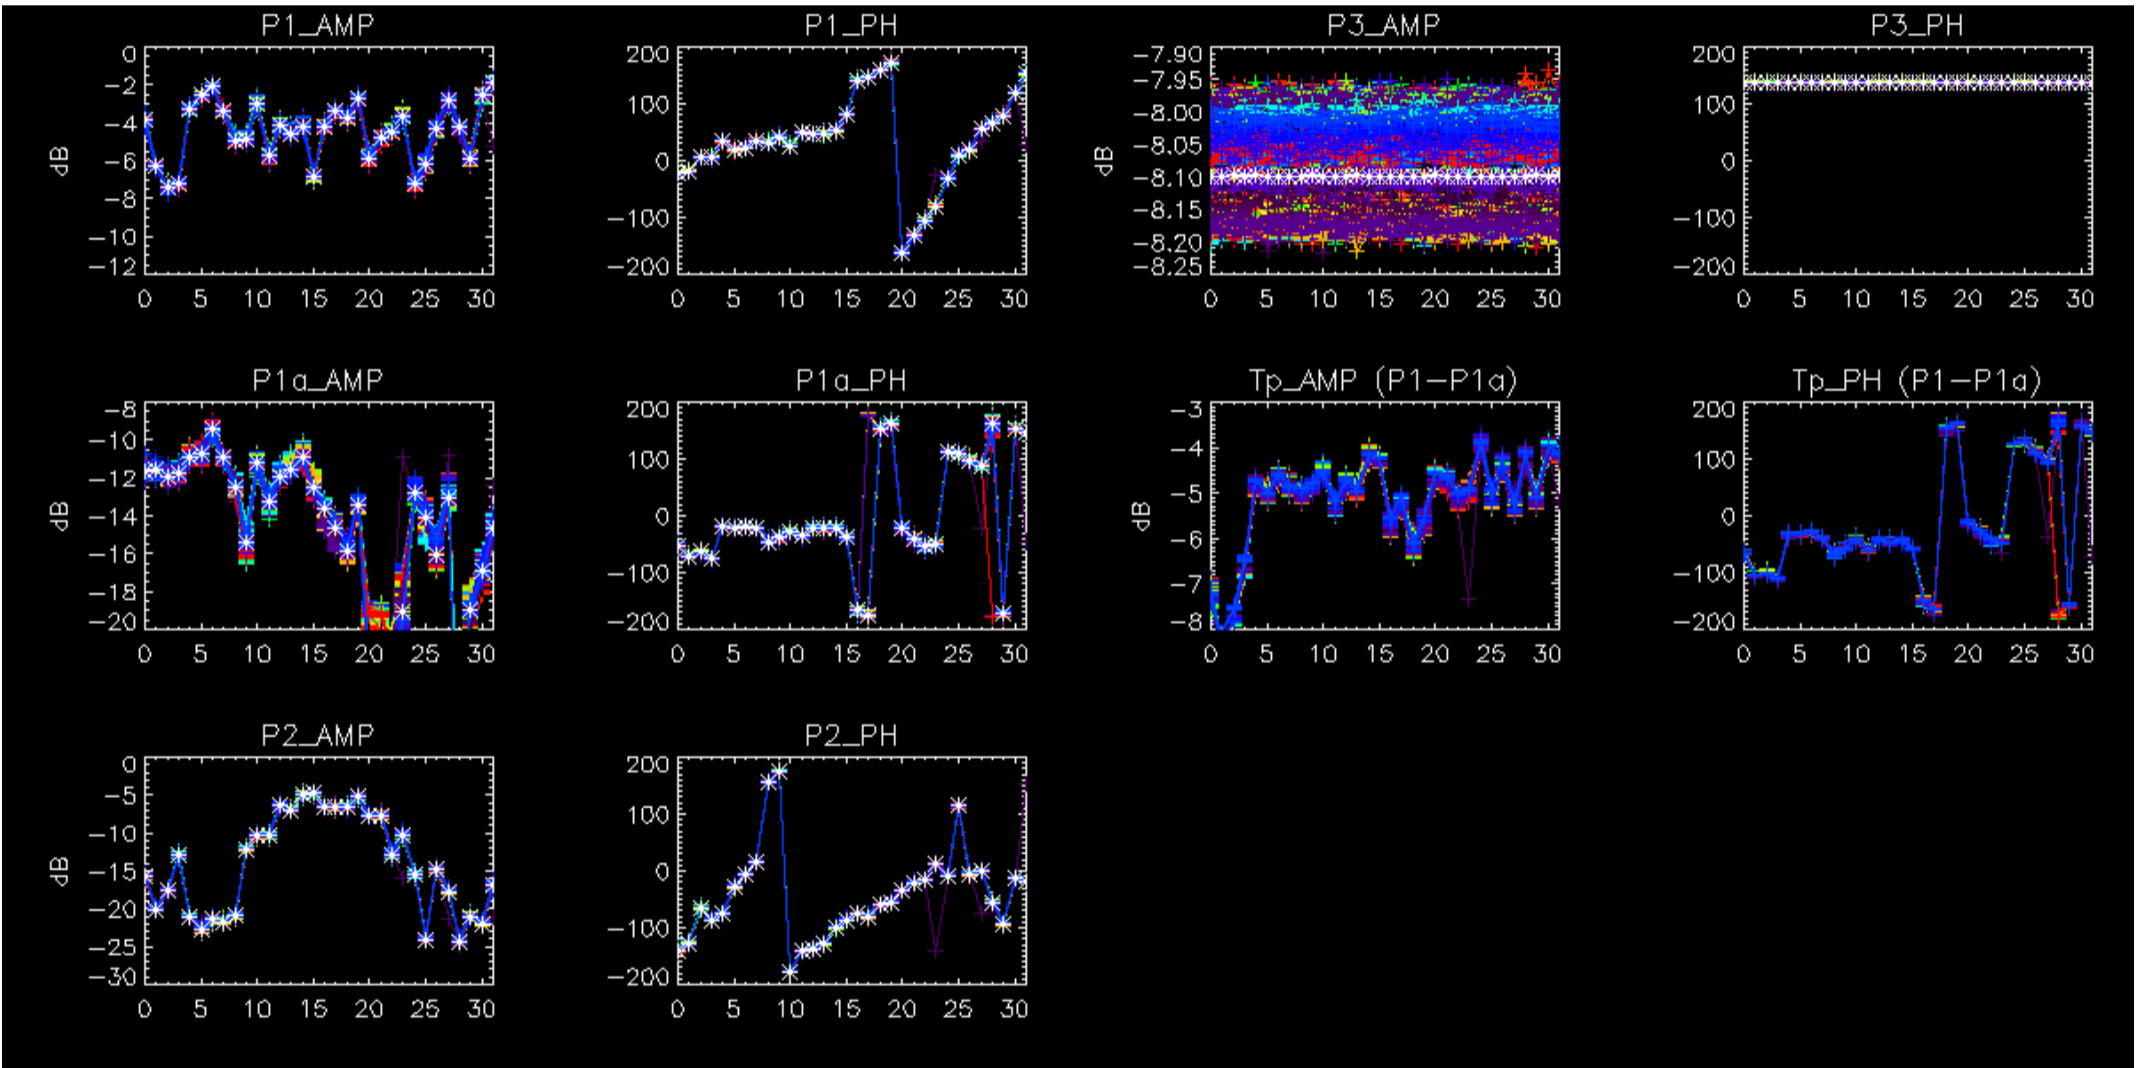 P1_AMP
dB
0
−2
−4
−6
−8
−10
−12
0 5 10 15 20 25 30
P1_PH
200
100
0
−100
−200
0 5 10 15 20 25 30
P3_AMP
dB
−7.90
−7.95
−8.00
−8.05
−8.10
−8.15
−8.20
−8.25
0 5 10 15 20 25 30
P3_PH
200
100
0
−100
−200
0 5 10 15 20 25 30
P1a_AMP
dB
−8
−10
−12
−14
−16
−18
−20
0 5 10 15 20 25 30
P1a_PH
200
100
0
−100
−200
0 5 10 15 20 25 30
Tp_AMP (P1−P1a)
dB
−3
−4
−5
−6
−7
−8
0 5 10 15 20 25 30
Tp_PH (P1−P1a)
200
100
0
−100
−200
0 5 10 15 20 25 30
P2_AMP
dB
0
−5
−10
−15
−20
−25
−30
0 5 10 15 20 25 30
P2_PH
200
100
0
−100
−200
0 5 10 15 20 25 30